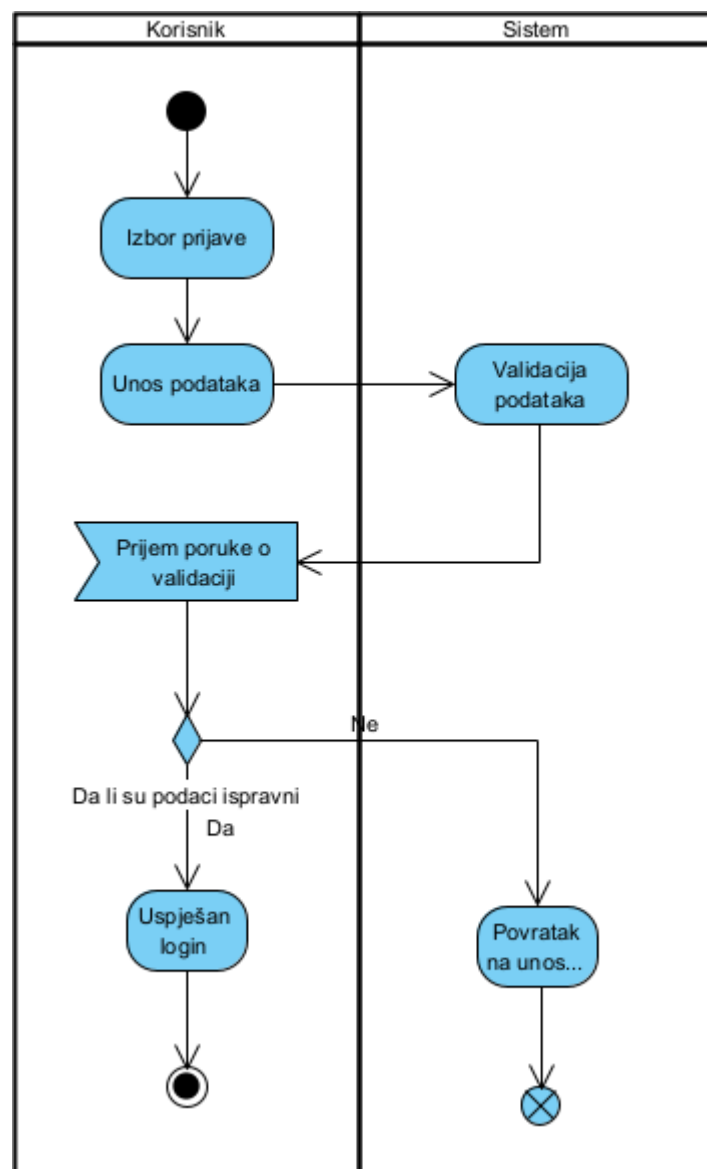 Korisnik
Sistem
Izbor prijave
Unos podataka
Validacija
podataka
Prijem poruke o
validaciji
Ne
Da li su podaci ispravni
Da
Uspješan
login
Povratak
na unos...